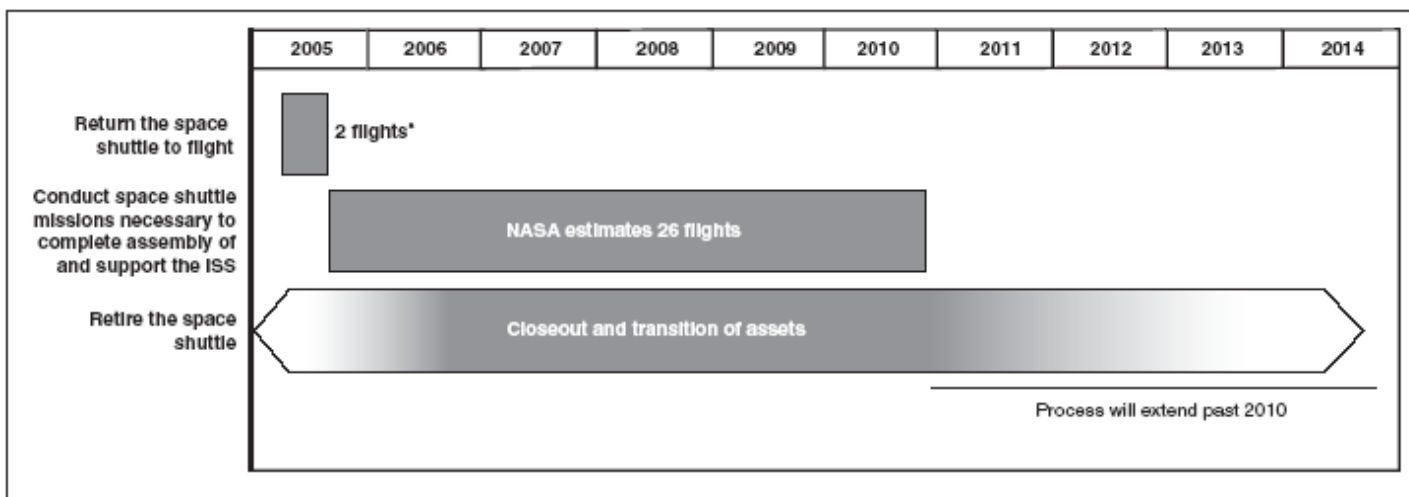 2005 2006 2007 2008 2009 2010 2011 2012 2013 2014
Return the space
shuttle to flight
2 flights*
Conduct space shuttle
missions necessary to
complete assembly of
and support the ISS
NASA estimates 26 flights
Retire the space
shuttle
Closeout and transition of assets
Process will extend past 2010